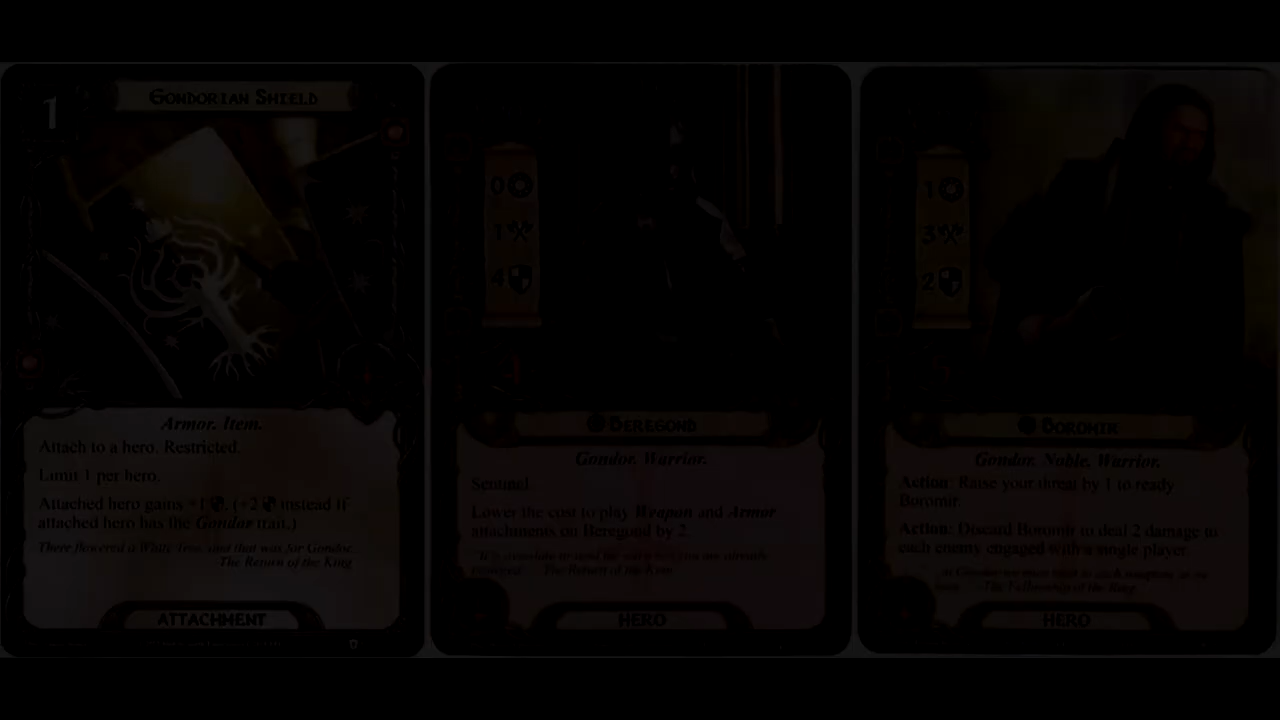 1
GONDORIAN SHIELD
Armor. Item.
Attach to a hero. Restricted.
Limit 1 per hero.
Attached hero gains +1 . (+2 instead if
attached hero has the Gondor trait.)
There flowered a White Tree, and that was for Gondor.
The Return of the King
ATTACHMENT
0
1
4
BEREGOND
Gondor. Warrior.
Sentinel.
Lower the cost to play Weapon and Armor
attachments on Beregond by 2.
The Return of the King
HERO
1
3
2
BOROMIR
Gondor. Noble. Warrior.
Action: Raise your threat by 1 to ready
Boromir.
Action: Discard Boromir to deal 2 damage to
each enemy engaged with a single player.
–The Fellowship of the Ring
HERO